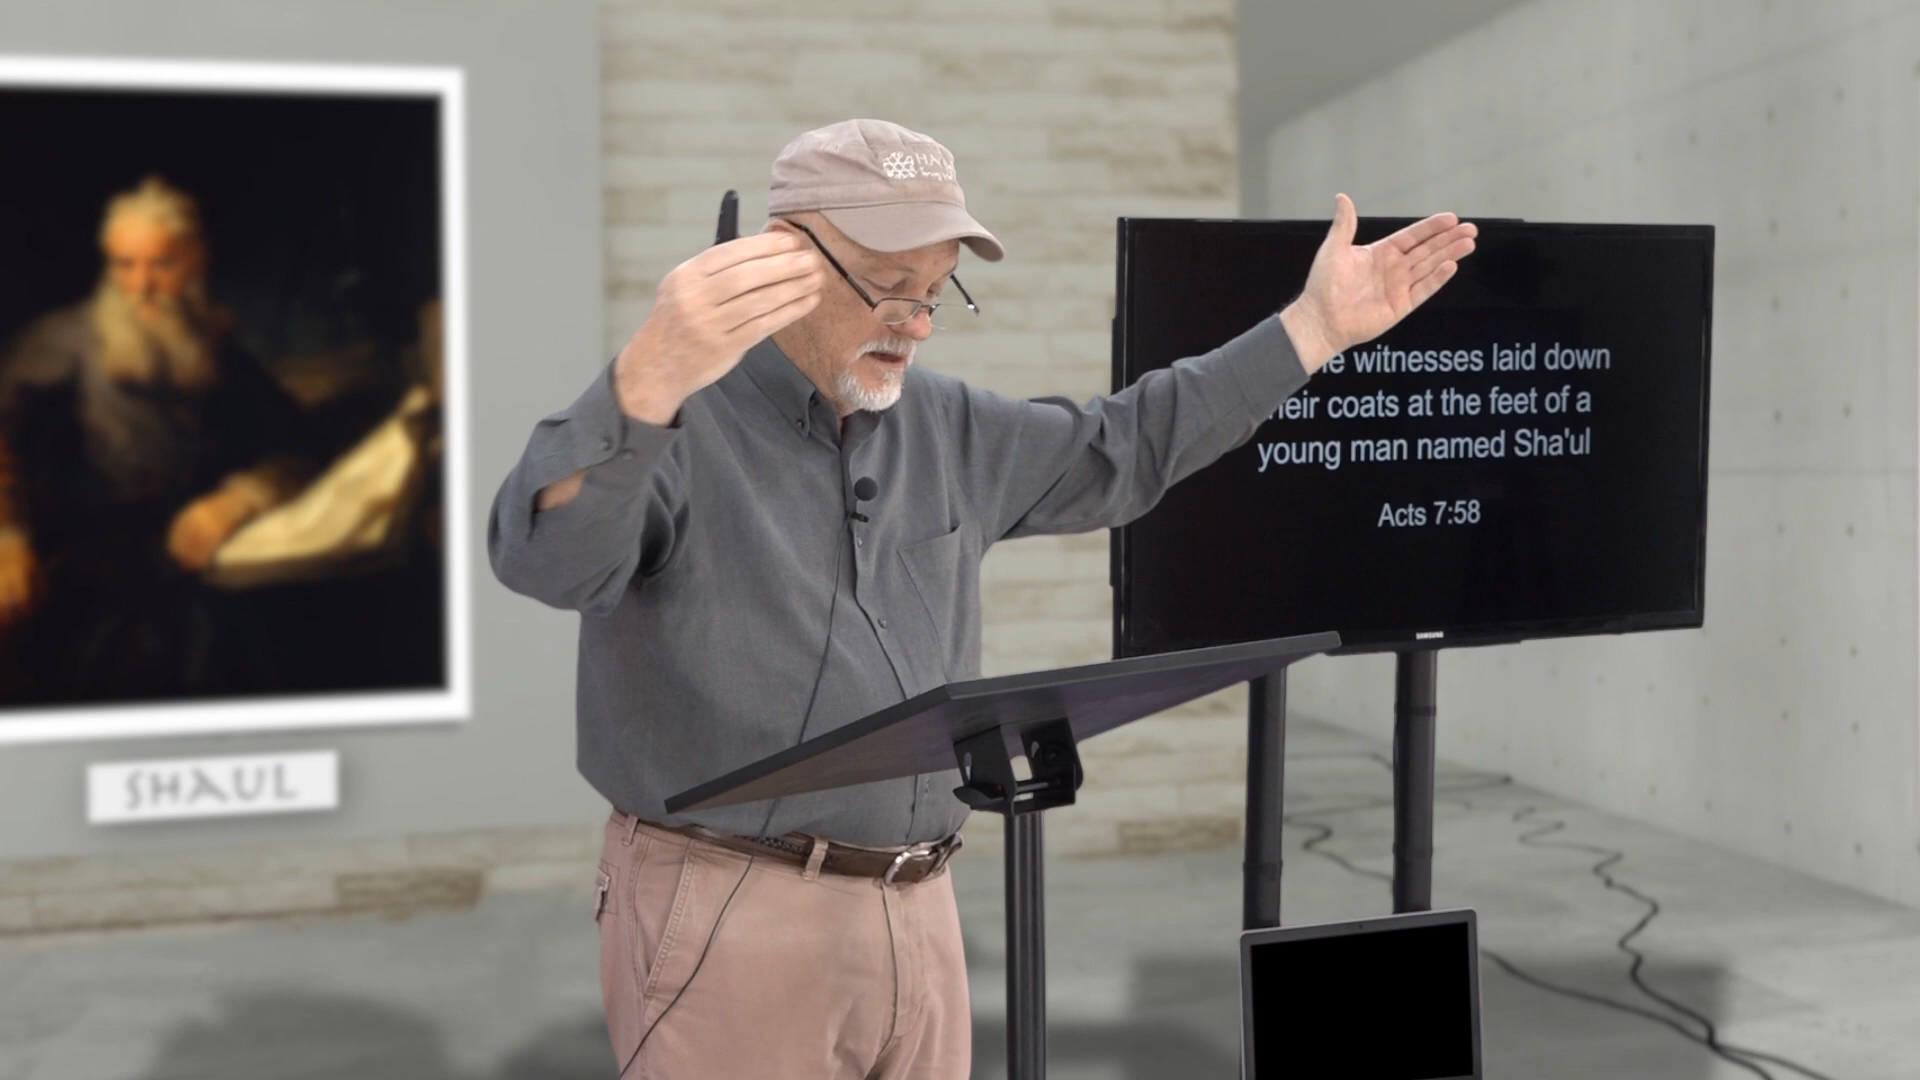 witnesses laid down
coats at the feet of a
young man named Sha'ul
Acts 7:58
SAMSUNG
SHAUL